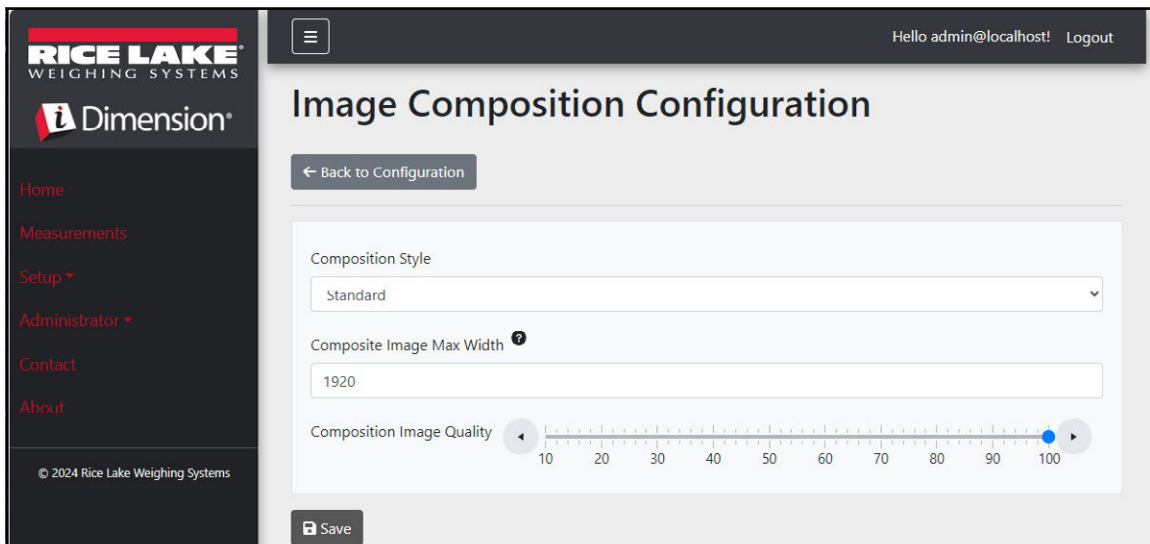 RICE LAKE®
WEIGHING SYSTEMS
i Dimension®
Home
Measurements
Setup
Administrator
Contact
About
© 2024 Rice Lake Weighing Systems
Hello admin@localhost! Logout
Image Composition Configuration
← Back to Configuration
Composition Style
Standard
Composite Image Max Width ?
1920
Composition Image Quality
10 20 30 40 50 60 70 80 90 100
Save